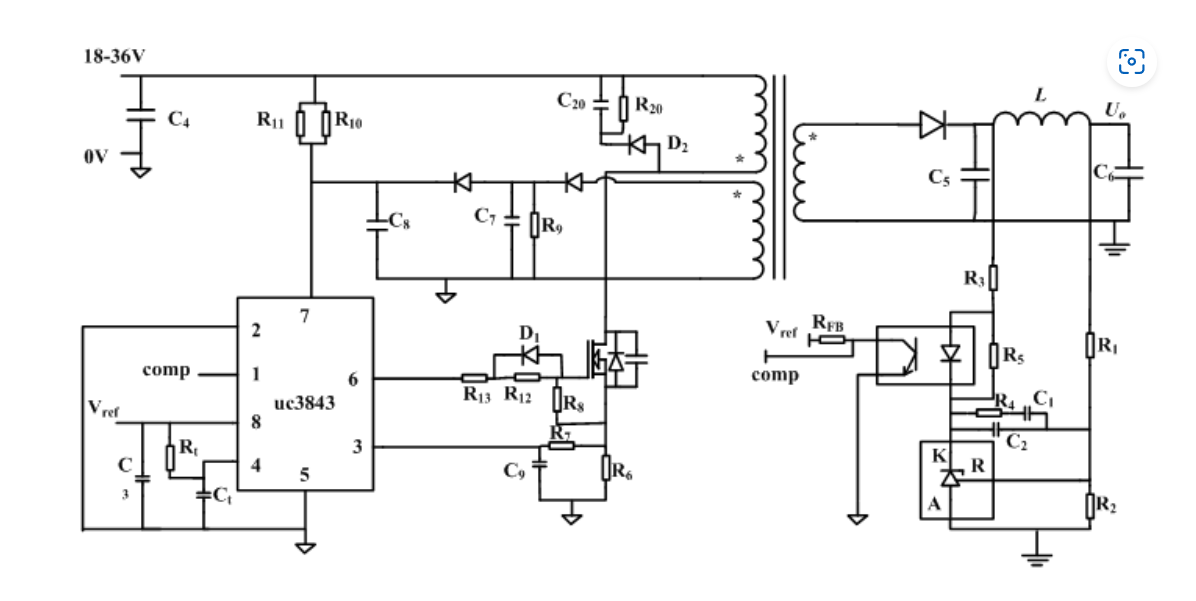 18-36V
C20
R20
C4
R11
R10
D2
0V
*
*
C8
C7
R9
*
L
Uo
C5
C6
R3
7
2
comp
1
uc3843
6
Vref
8
Rt
4
C
3
Ct
5
3
D1
R13
R12
R8
R7
C9
R6
Vref
RFB
comp
R5
R1
R4
C1
C2
K
R
A
R2